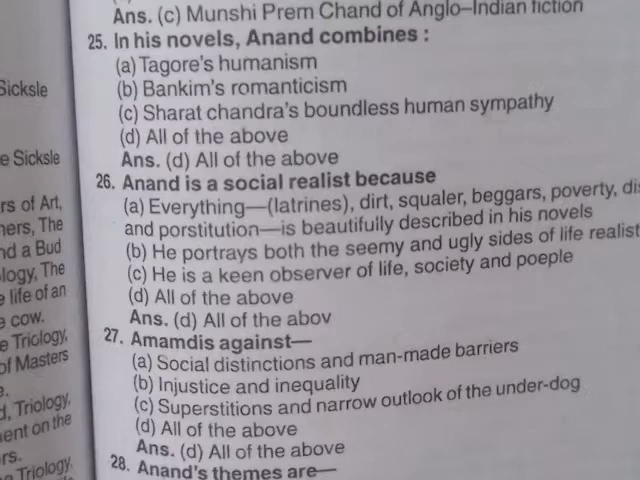 Ans. (c) Munshi Prem Chand of Anglo–Indian fiction
25. In his novels, Anand combines :
(a) Tagore's humanism
(b) Bankim's romanticism
(c) Sharat chandra's boundless human sympathy
(d) All of the above
Ans. (d) All of the above
26. Anand is a social realist because
(a) Everything—(latrines), dirt, squaler, beggars, poverty,
and porstitution—is beautifully described in his novels
(b) He portrays both the seemy and ugly sides of life realist
(c) He is a keen observer of life, society and poeple
(d) All of the above
Ans. (d) All of the abov
27. Amamdis against—
(a) Social distinctions and man-made barriers
(b) Injustice and inequality
(c) Superstitions and narrow outlook of the under-dog
(d) All of the above
Ans. (d) All of the above
28. Anand's themes are—
Sicksle
e Sicksle
rs of Art,
ners, The
nd a Bud
logy, The
e life of an
e cow.
e Triology,
of Masters
e.
d, Triology,
ent on the
rs.
Triology,